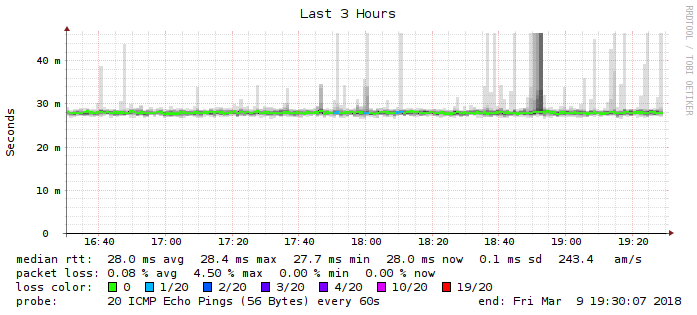 Last 3 Hours
RRDTOOL / TOBI OETIKER
Seconds
40 m
30 m
20 m
10 m
0
16:40 17:00 17:20 17:40 18:00 18:20 18:40 19:00 19:20
median rtt: 28.0 ms avg 28.4 ms max 27.7 ms min 28.0 ms now 0.1 ms sd 243.4 am/s
packet loss: 0.08 % avg 4.50 % max 0.00 % min 0.00 % now
loss color: 0 1/20 2/20 3/20 4/20 10/20 19/20
probe: 20 ICMP Echo Pings (56 Bytes) every 60s end: Fri Mar 9 19:30:07 2018